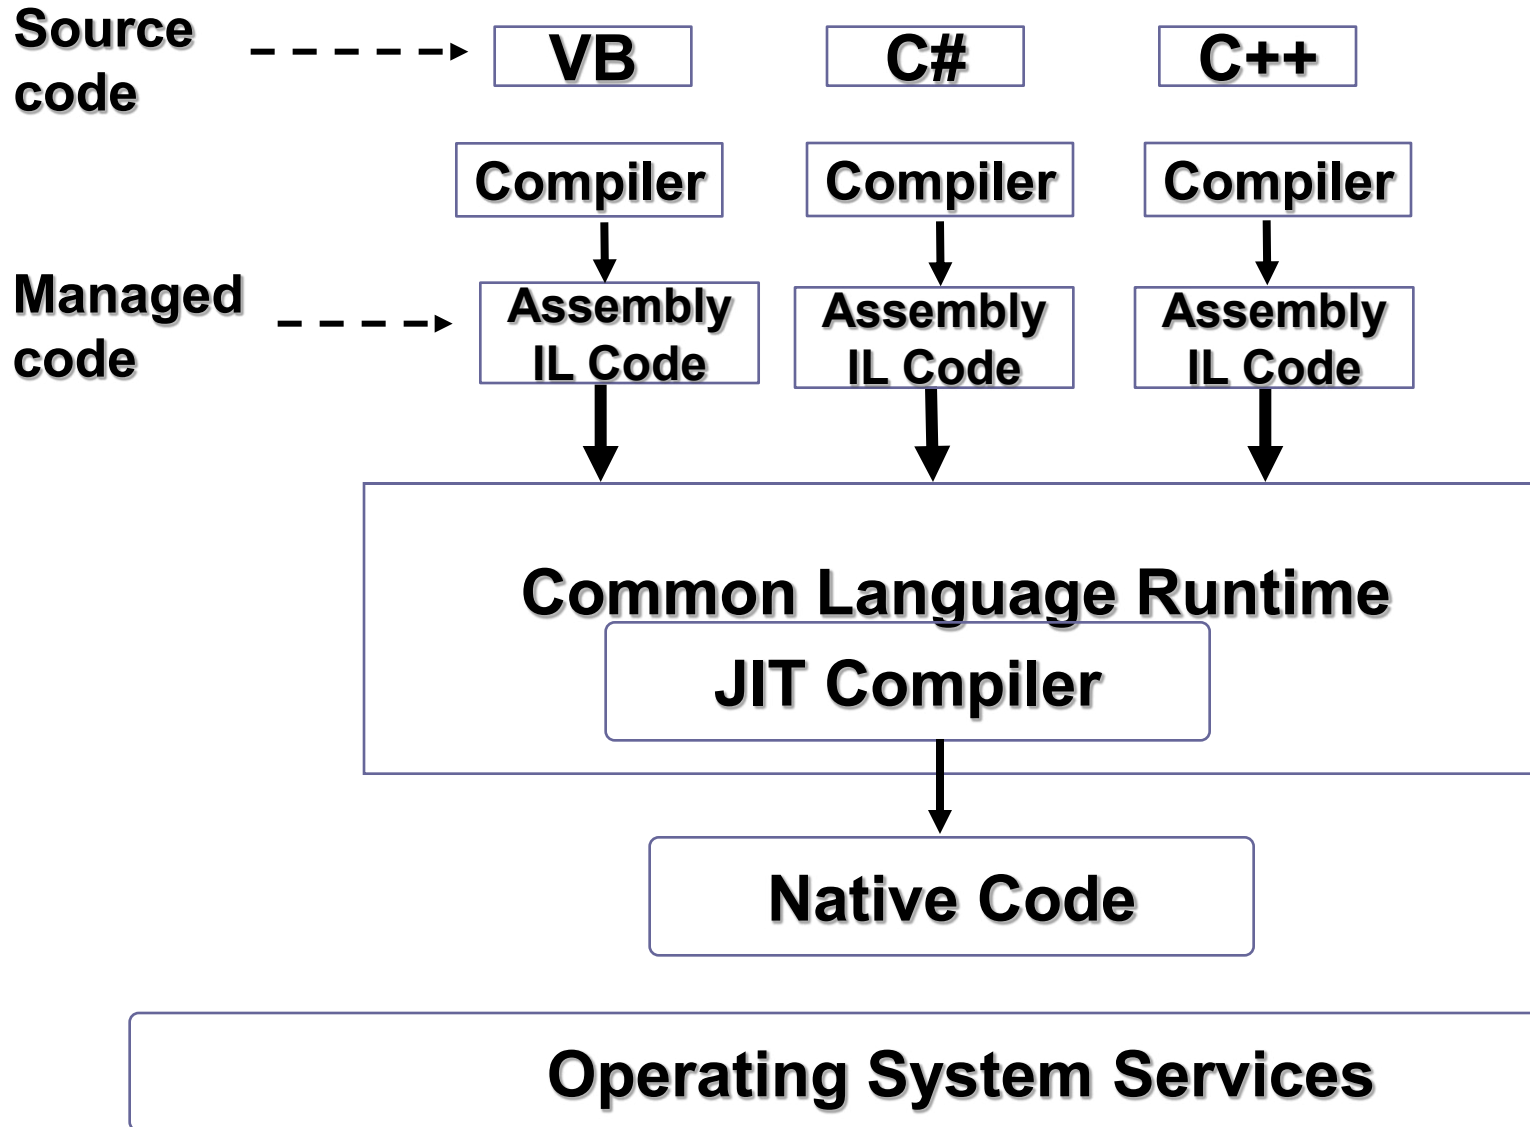 Source
code
VB
C#
C++
Compiler
Compiler
Compiler
Managed
code
Assembly
IL Code
Assembly
IL Code
Assembly
IL Code
Common Language Runtime
JIT Compiler
Native Code
Operating System Services